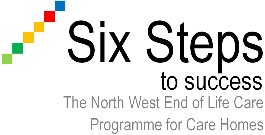 Six Steps
to success
The North West End of Life Care
Programme for Care Homes